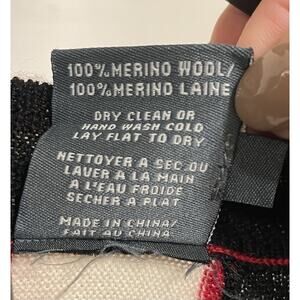 100% MERINO WOOL/
100% MERINO LAINE
DRY CLEAN OR
HAND WASH COLD
LAY FLAT TO DRY
NETTOYER A SEC OU
LAVER A LA MAIN
A L'EAU FROIDE
SECHER A PLAT
MADE IN CHINA/
FAIT AU CHINA